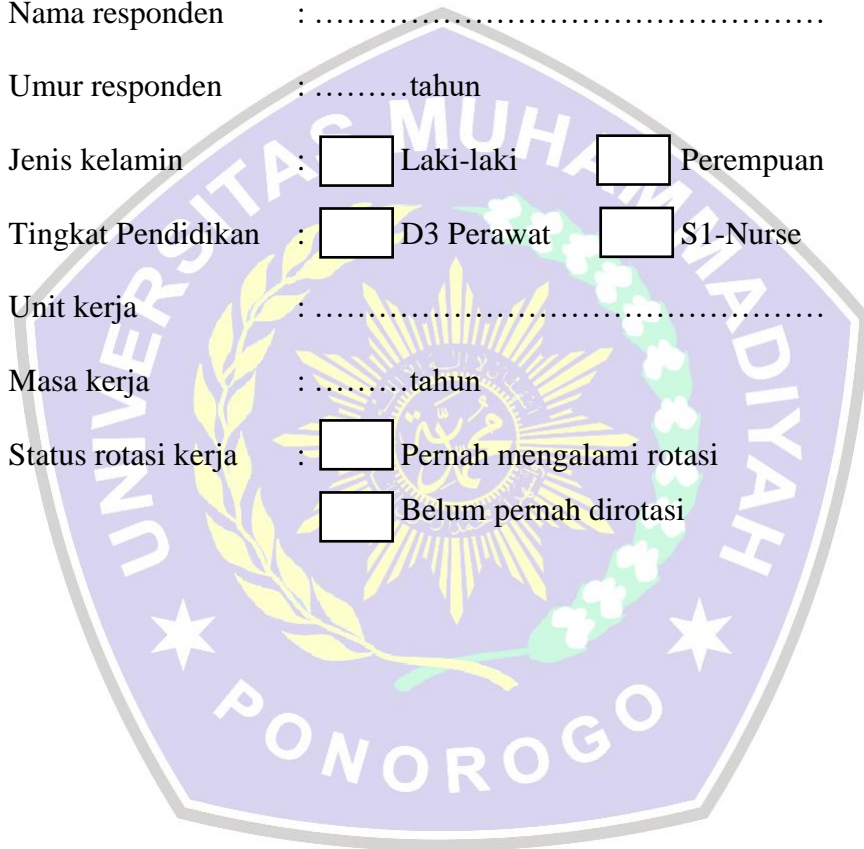 Nama responden : ……………………………………………
Umur responden : ………tahun
Jenis kelamin : Laki-laki Perempuan
Tingkat Pendidikan : D3 Perawat S1-Nurse
Unit kerja : ……………………………………………
Masa kerja : ………tahun
Status rotasi kerja : Pernah mengalami rotasi
Belum pernah dirotasi
UNIVERSITAS MUHAMMADIYAH
PONOROGO